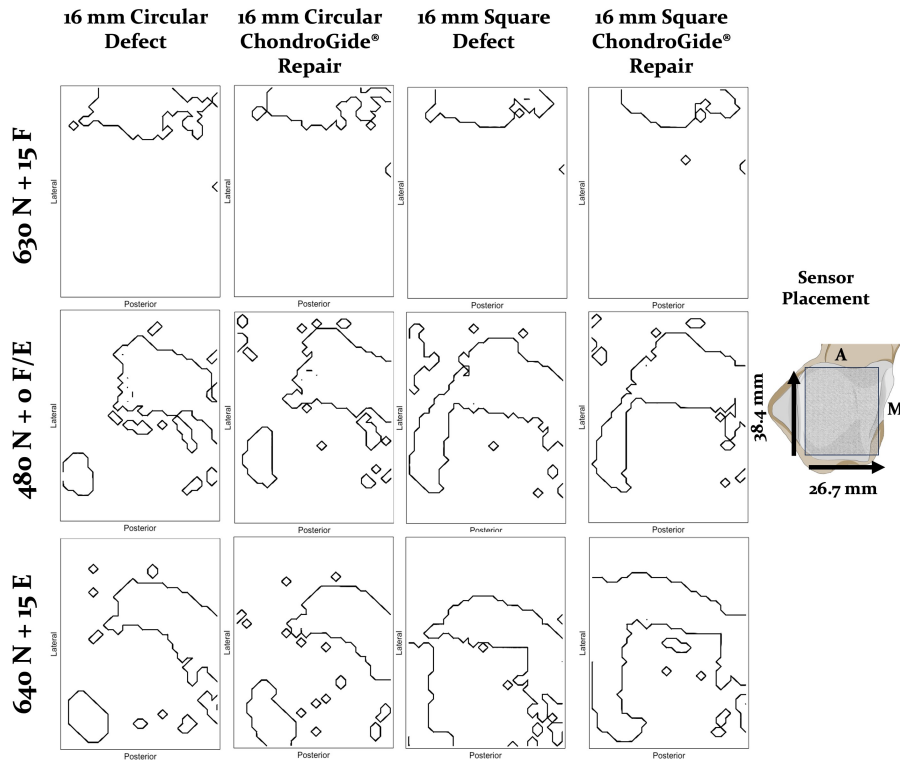 16 mm Circular
Defect
16 mm Circular
ChondroGide®
Repair
16 mm Square
Defect
16 mm Square
ChondroGide®
Repair
630 N + 15 F
Lateral
Posterior
Lateral
Posterior
Lateral
Posterior
Lateral
Posterior
480 N + 0 F/E
Lateral
Posterior
Lateral
Posterior
Lateral
Posterior
Lateral
Posterior
640 N + 15 E
Lateral
Posterior
Lateral
Posterior
Lateral
Posterior
Lateral
Posterior
Sensor
Placement
A
M
38.4 mm
26.7 mm